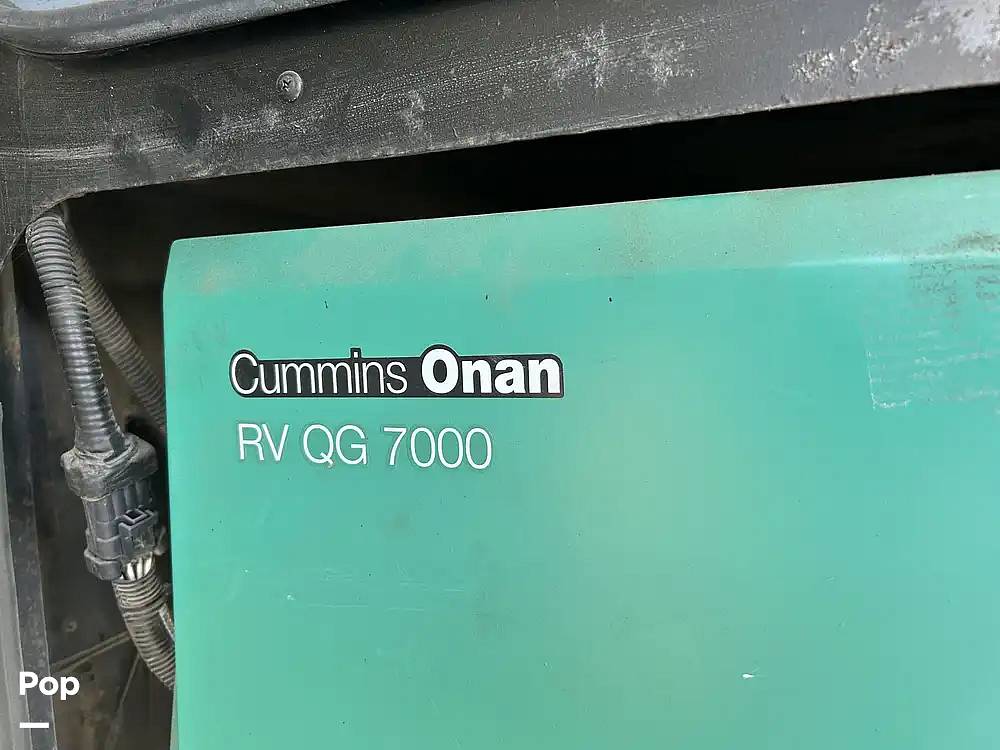 Cummins Onan
RV QG 7000
Pop